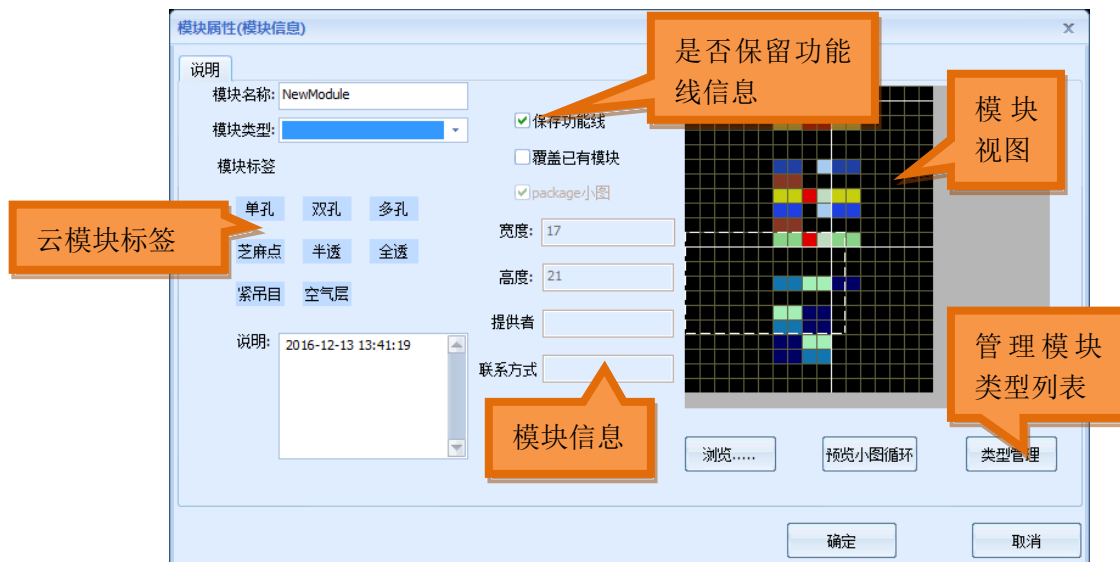 模块属性(模块信息)
x
说明
模块名称: NewModule
模块类型:
模块标签
单孔 双孔 多孔
芝麻点 半透 全透
紧吊目 空气层
说明: 2016-12-13 13:41:19
保存功能线
覆盖已有模块
package小图
宽度: 17
高度: 21
提供者
联系方式
浏览.....
预览小图循环
类型管理
确定
取消
是否保留功能
线信息
模块
视图
云模块标签
模块信息
管理模块
类型列表